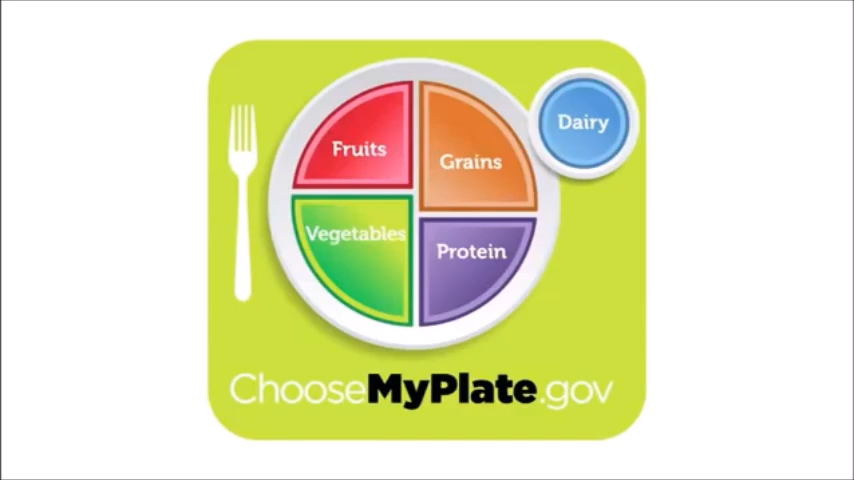 Fruits
Grains
Dairy
Vegetables
Protein
ChooseMyPlate.gov